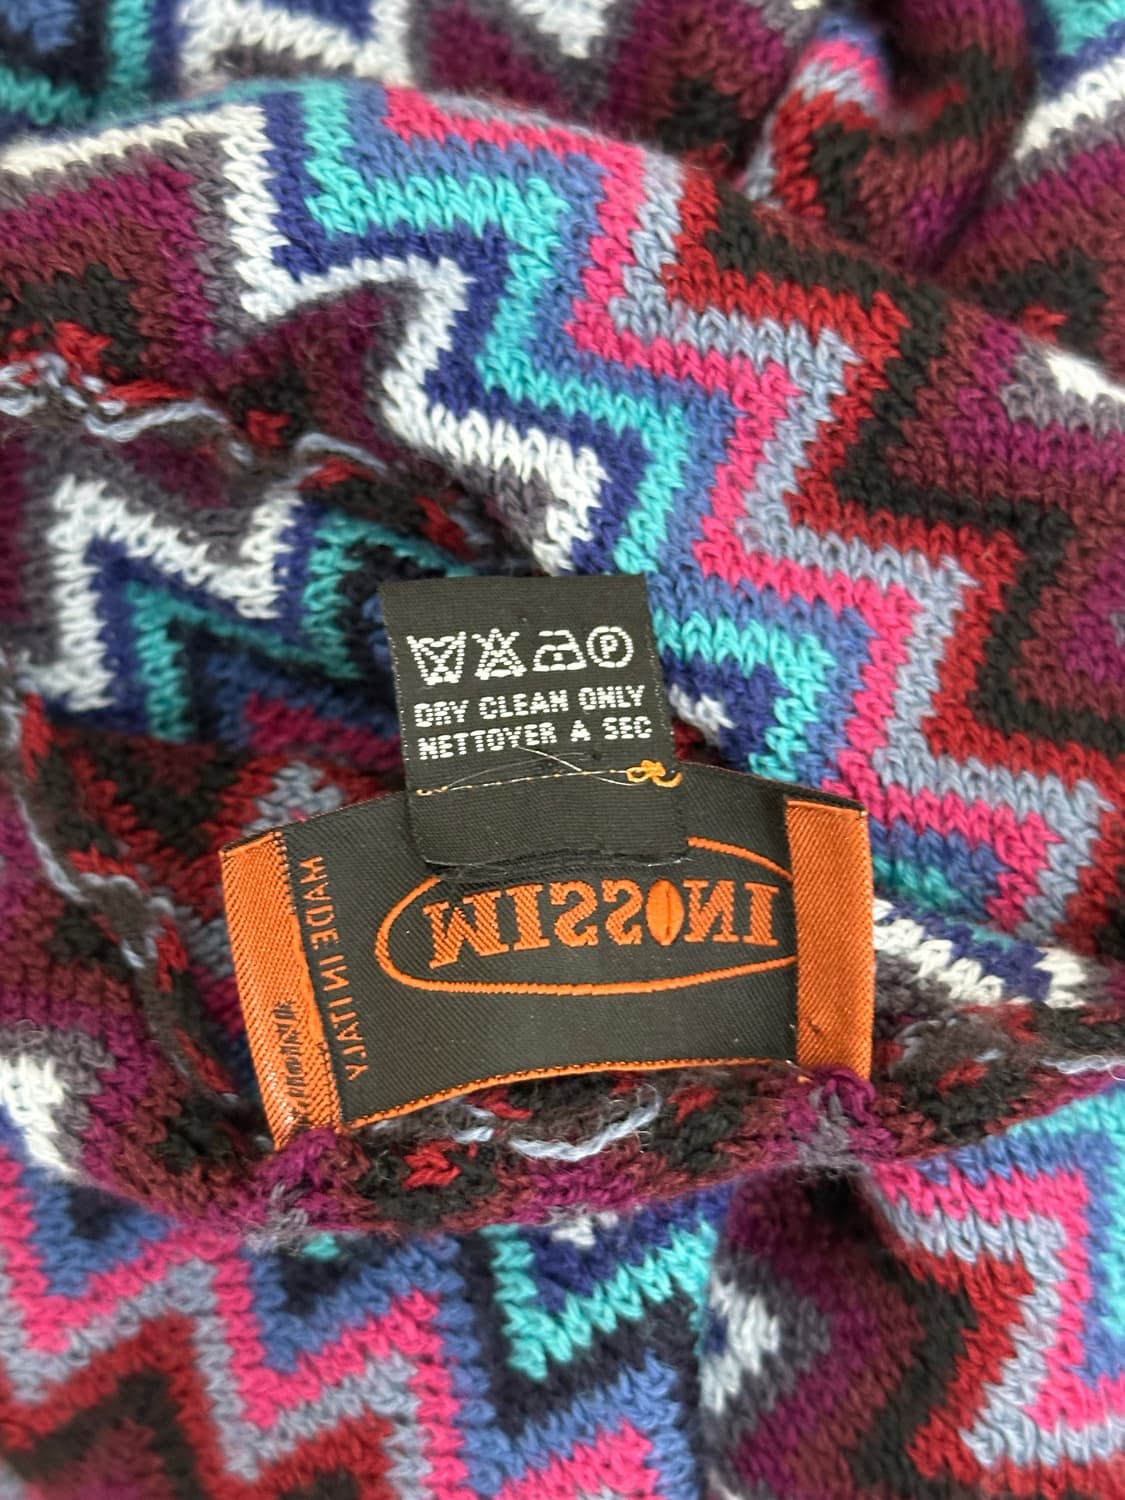 P
DRY CLEAN ONLY
NETTOYER A SEC
MISSONI
MADE IN ITALY